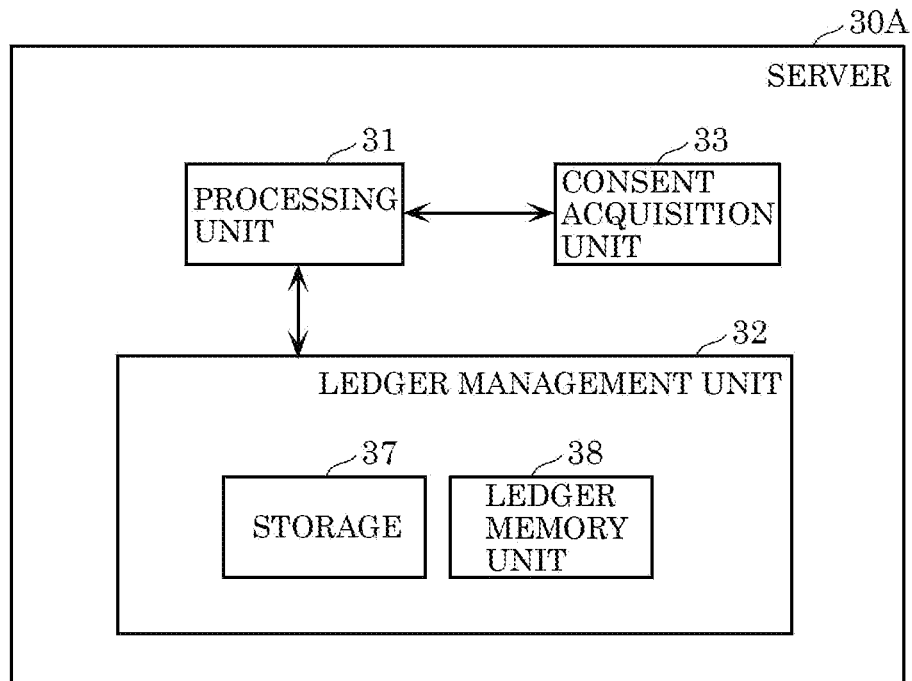 30A
SERVER
31
PROCESSING
UNIT
33
CONSENT
ACQUISITION
UNIT
32
LEDGER MANAGEMENT UNIT
37
STORAGE
38
LEDGER
MEMORY
UNIT